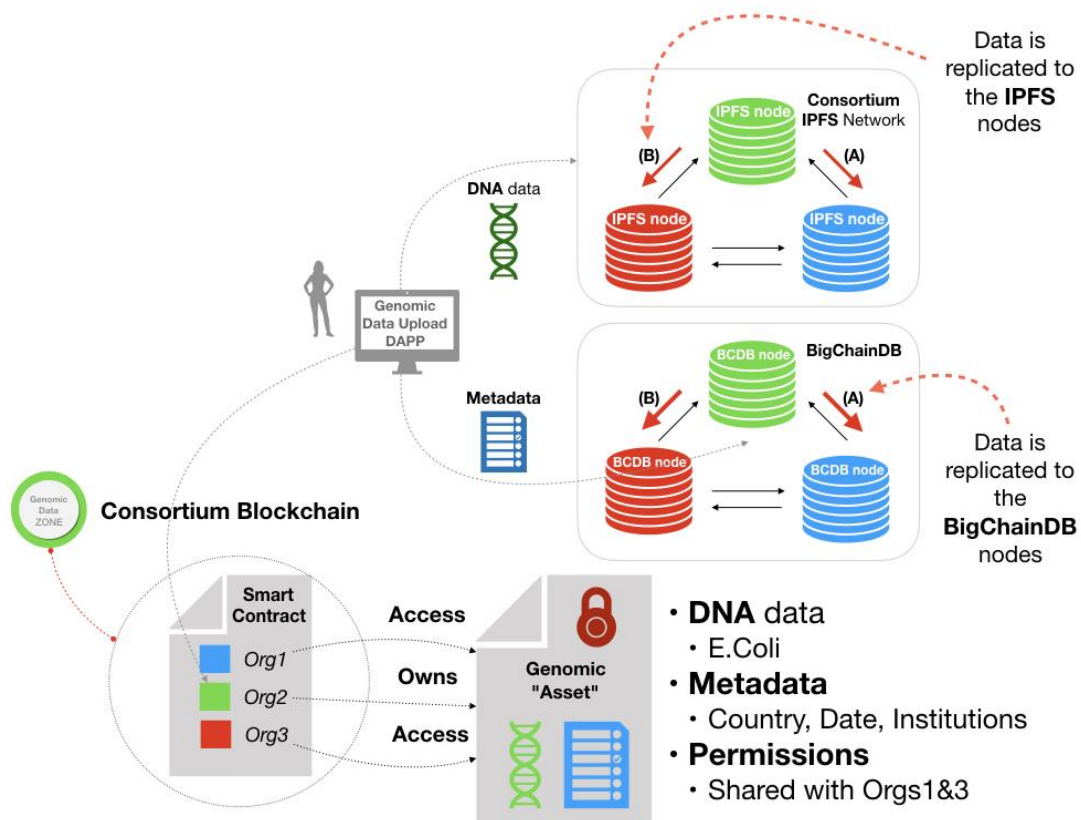 Data is
replicated to
the IPFS
nodes
Consortium
IPFS Network
IPFS node
(B)
(A)
IPFS node
IPFS node
DNA data
Genomic
Data Upload
DAPP
Metadata
BigChainDB
BCDB node
(B)
(A)
BCDB node
BCDB node
Data is
replicated to
the
BigChainDB
nodes
Genomic
Data
ZONE
Consortium Blockchain
Smart
Contract
Org1
Org2
Org3
Access
Owns
Access
Genomic
"Asset"
• DNA data
• E.Coli
• Metadata
• Country, Date, Institutions
• Permissions
• Shared with Orgs1&3